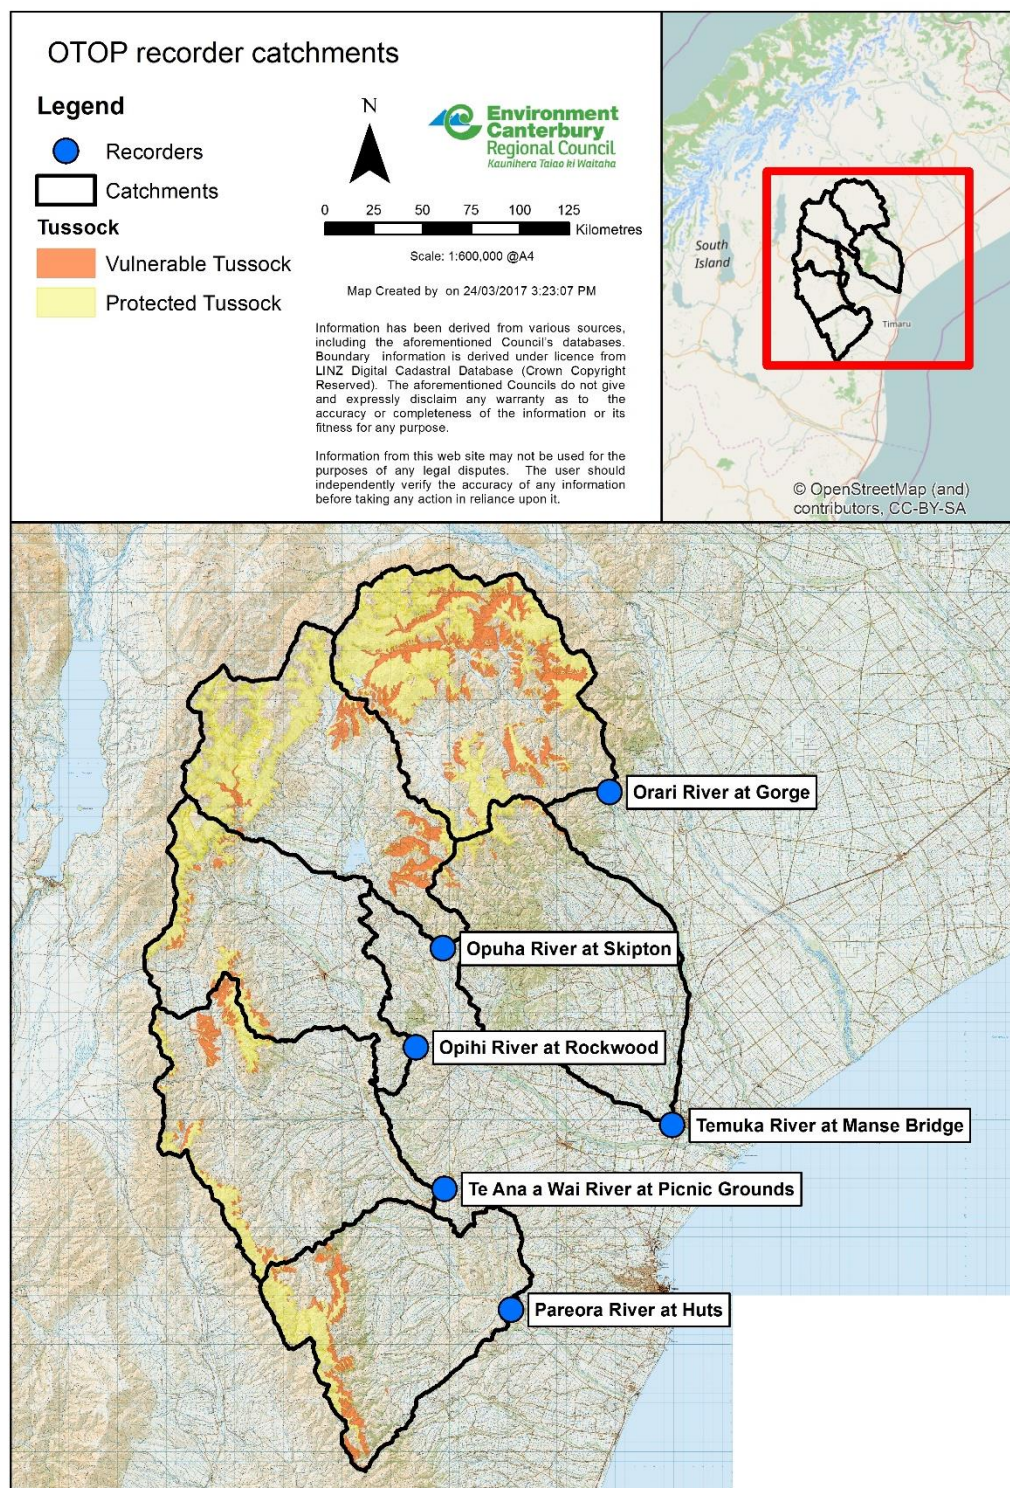 OTOP recorder catchments
Legend
Recorders
Catchments
Tussock
Vulnerable Tussock
Protected Tussock
N
Environment
Canterbury
Regional Council
Kaunihera Taiao ki Waitaha
0 25 50 75 100 125
Kilometres
Scale: 1:600,000 @A4
Map Created by on 24/03/2017 3:23:07 PM
Information has been derived from various sources,
including the aforementioned Council's databases.
Boundary information is derived under licence from
LINZ Digital Cadastral Database (Crown Copyright
Reserved). The aforementioned Councils do not give
and expressly disclaim any warranty as to the
accuracy or completeness of the information or its
fitness for any purpose.
Information from this web site may not be used for the
purposes of any legal disputes. The user should
independently verify the accuracy of any information
before taking any action in reliance upon it.
South
Island
Timaru
© OpenStreetMap (and)
contributors, CC-BY-SA
Orari River at Gorge
Opuha River at Skipton
Opihi River at Rockwood
Temuka River at Manse Bridge
Te Ana a Wai River at Picnic Grounds
Pareora River at Huts